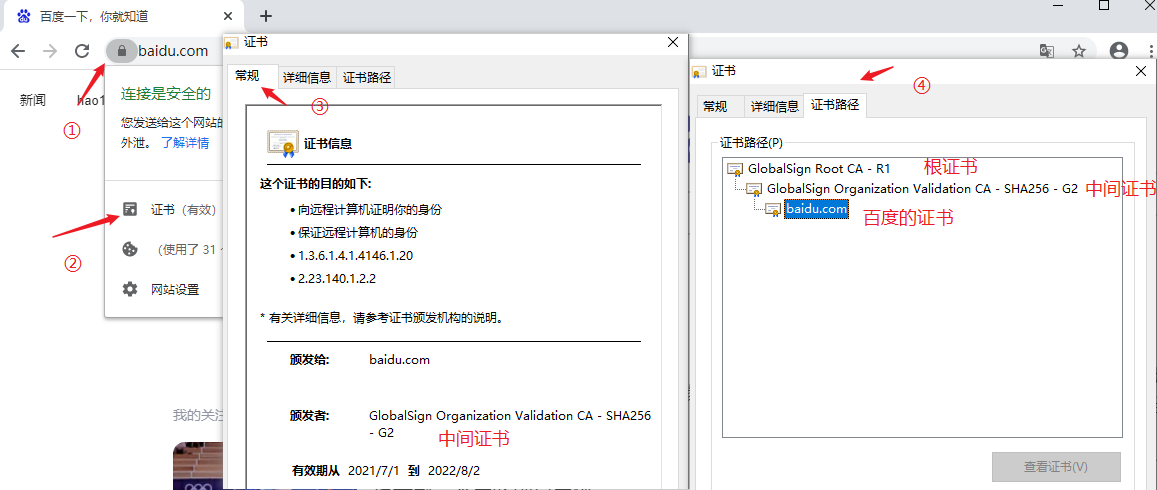 百度一下，你就知道
baidu.com
新闻
hao1
①
连接是安全的
您发送给这个网站的
外泄。 了解详情
证书 (有效)
②
（使用了 31
网站设置
我的关注
证书
常规
详细信息
证书路径
③
证书信息
这个证书的目的如下:
• 向远程计算机证明你的身份
• 保证远程计算机的身份
• 1.3.6.1.4.1.4146.1.20
• 2.23.140.1.2.2
* 有关详细信息，请参考证书颁发机构的说明。
颁发给: baidu.com
颁发者: GlobalSign Organization Validation CA - SHA256
- G2
中间证书
有效期从 2021/7/1 到 2022/8/2
证书
④
常规
详细信息
证书路径
证书路径(P)
GlobalSign Root CA - R1 根证书
GlobalSign Organization Validation CA - SHA256 - G2 中间证书
baidu.com 百度的证书
查看证书(V)